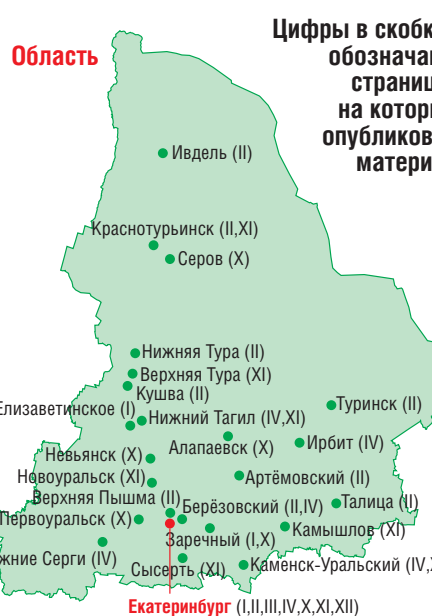 Область
Цифры в
обозначаю
страниц
на
опубликов
матери
Ивдель (II)
Краснотурьинск (II,XI)
Серов (X)
Нижняя Тура (II)
Верхняя Тура (XI)
Кушва (II)
Туринск (II)
Елизаветинское (I)
Нижний Тагил (IV,XI)
Алапаевск (X)
Ирбит (IV)
Невьянск (X)
Новоуральск (XI)
Артёмовский (II)
Верхняя Пышма (II)
Берёзовский (II,IV)
Талица (II)
Первоуральск (X)
Заречный (I,X)
Камышлов (XI)
жние Серги (IV)
Сысерть (XI)
Каменск-Уральский (IV,X
Екатеринбург (I,II,III,IV,X,XI,XII)